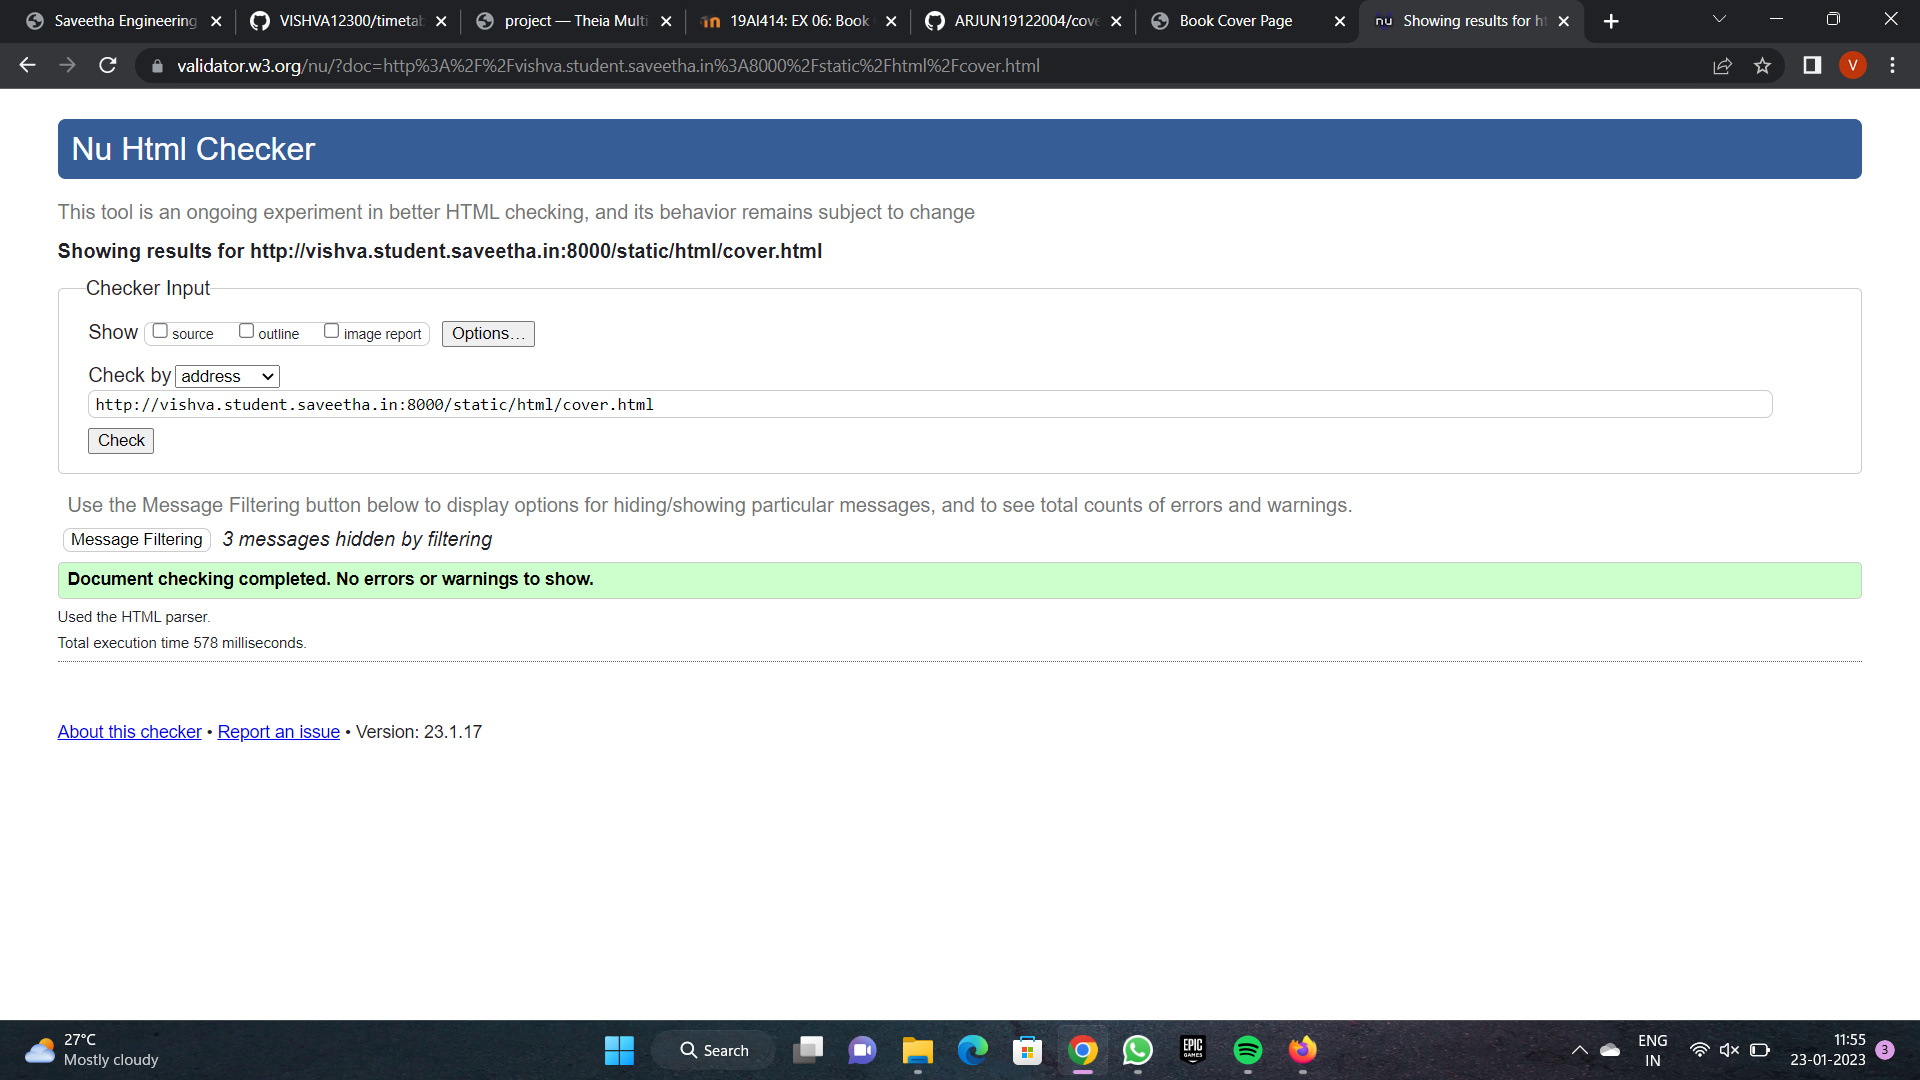 Saveetha Engineering
VISHVA12300/timetab
project — Theia Multi
19AI414: EX 06: Book
ARJUN19122004/cove
Book Cover Page
nu Showing results for ht
validator.w3.org/nu/?doc=http%3A%2F%2Fvishva.student.saveetha.in%3A8000%2Fstatic%2Fhtml%2Fcover.html
V
Nu Html Checker
This tool is an ongoing experiment in better HTML checking, and its behavior remains subject to change
Showing results for http://vishva.student.saveetha.in:8000/static/html/cover.html
Checker Input
Show source outline image report Options…
Check by address
http://vishva.student.saveetha.in:8000/static/html/cover.html
Check
Use the Message Filtering button below to display options for hiding/showing particular messages, and to see total counts of errors and warnings.
Message Filtering 3 messages hidden by filtering
Document checking completed. No errors or warnings to show.
Used the HTML parser.
Total execution time 578 milliseconds.
About this checker • Report an issue • Version: 23.1.17
27°C
Mostly cloudy
Search
EPIC
GAMES
ENG
IN
11:55
23-01-2023
3